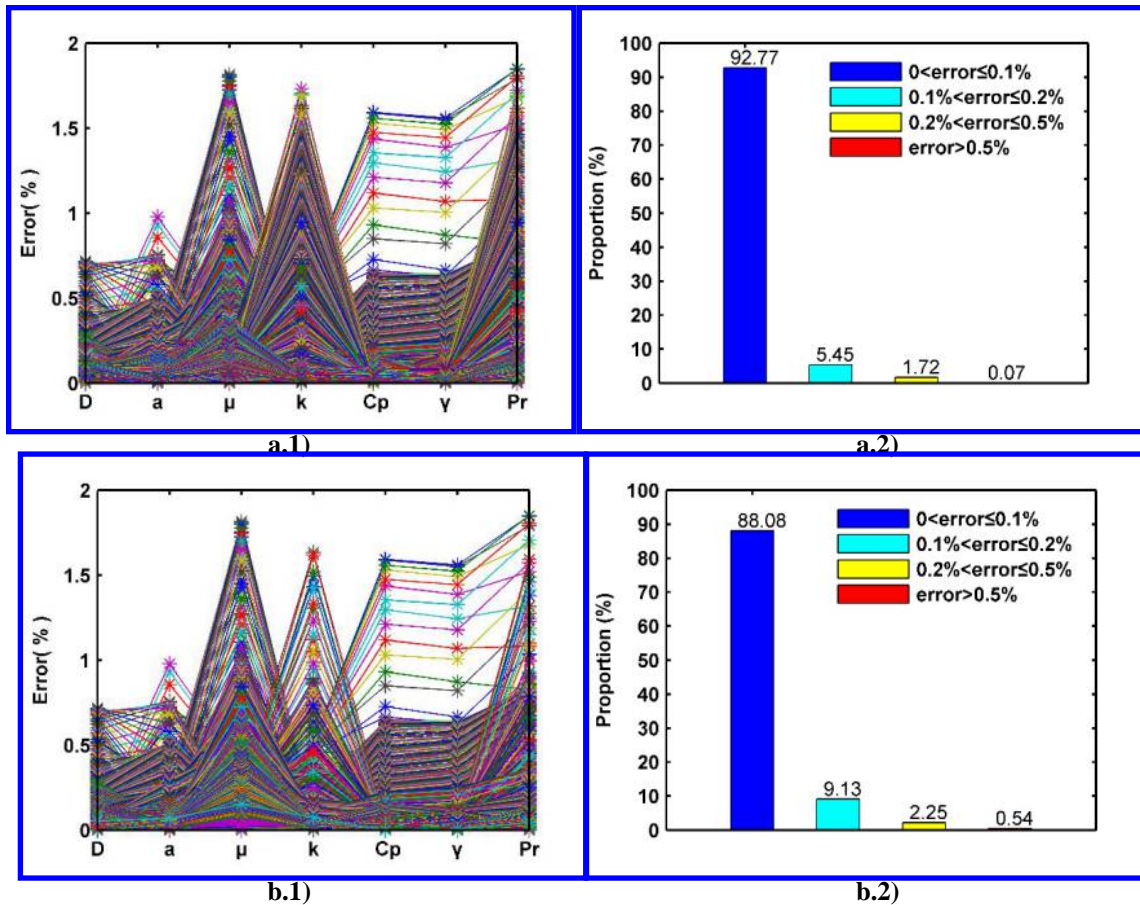 2
1.5
1
0.5
0
Error( % )
D a μ k Cp γ Pr
a.1)
100
90
80
70
60
50
40
30
20
10
0
Proportion (%)
92.77
5.45
1.72
0.07
0<error≤0.1%
0.1%<error≤0.2%
0.2%<error≤0.5%
error>0.5%
a.2)
2
1.5
1
0.5
0
Error( % )
D a μ k Cp γ Pr
b.1)
100
90
80
70
60
50
40
30
20
10
0
Proportion (%)
88.08
9.13
2.25
0.54
0<error≤0.1%
0.1%<error≤0.2%
0.2%<error≤0.5%
error>0.5%
b.2)